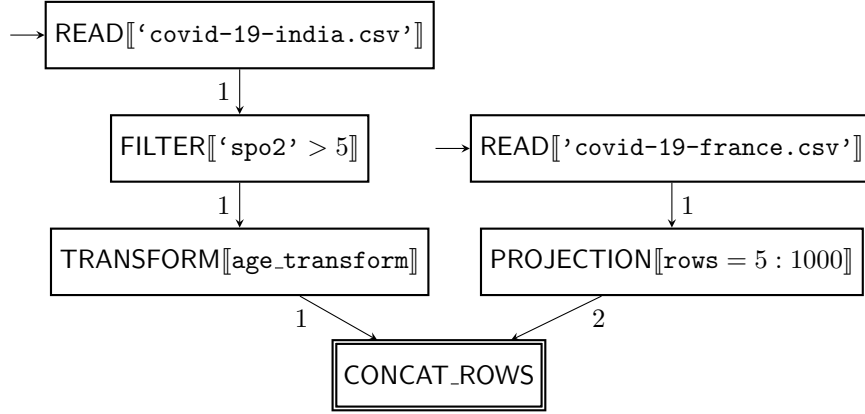 READ⟦‘covid-19-india.csv’⟧
1
FILTER⟦‘spo2’ > 5⟧
READ⟦’covid-19-france.csv’⟧
1
1
TRANSFORM⟦age_transform⟧
PROJECTION⟦rows = 5 : 1000⟧
1
2
CONCAT_ROWS